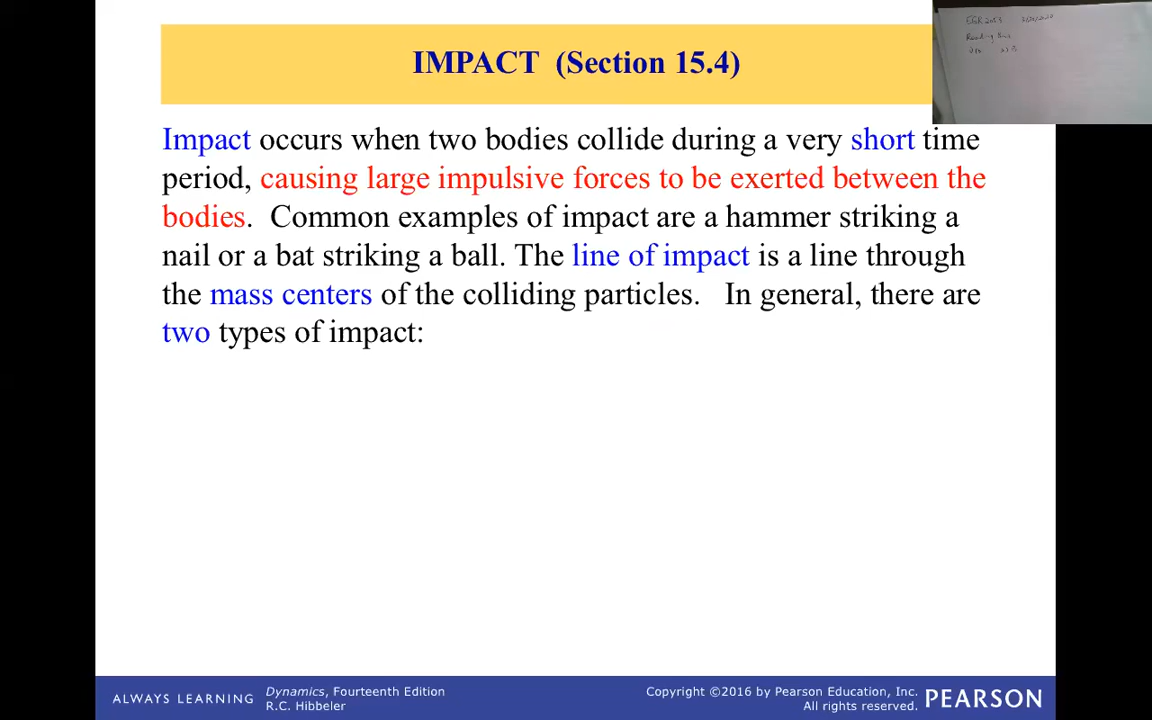 IMPACT (Section 15.4)
Impact occurs when two bodies collide during a very short time
period, causing large impulsive forces to be exerted between the
bodies. Common examples of impact are a hammer striking a
nail or a bat striking a ball. The line of impact is a line through
the mass centers of the colliding particles. In general, there are
two types of impact:
Reading
ALWAYS LEARNING
Dynamics, Fourteenth Edition
R.C. Hibbeler
Copyright ©2016 by Pearson Education, Inc.
All rights reserved.
PEARSON